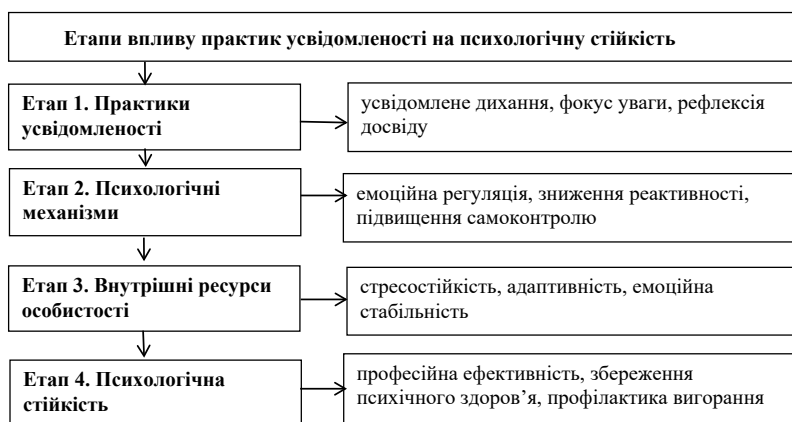 Етапи впливу практик усвідомленості на психологічну стійкість
Етап 1. Практики
усвідомленості
усвідомлене дихання, фокус уваги, рефлексія
досвіду
Етап 2. Психологічні
механізми
емоційна регуляція, зниження реактивності,
підвищення самоконтролю
Етап 3. Внутрішні ресурси
особистості
стресостійкість, адаптивність, емоційна
стабільність
Етап 4. Психологічна
стійкість
професійна ефективність, збереження
психічного здоров’я, профілактика вигорання